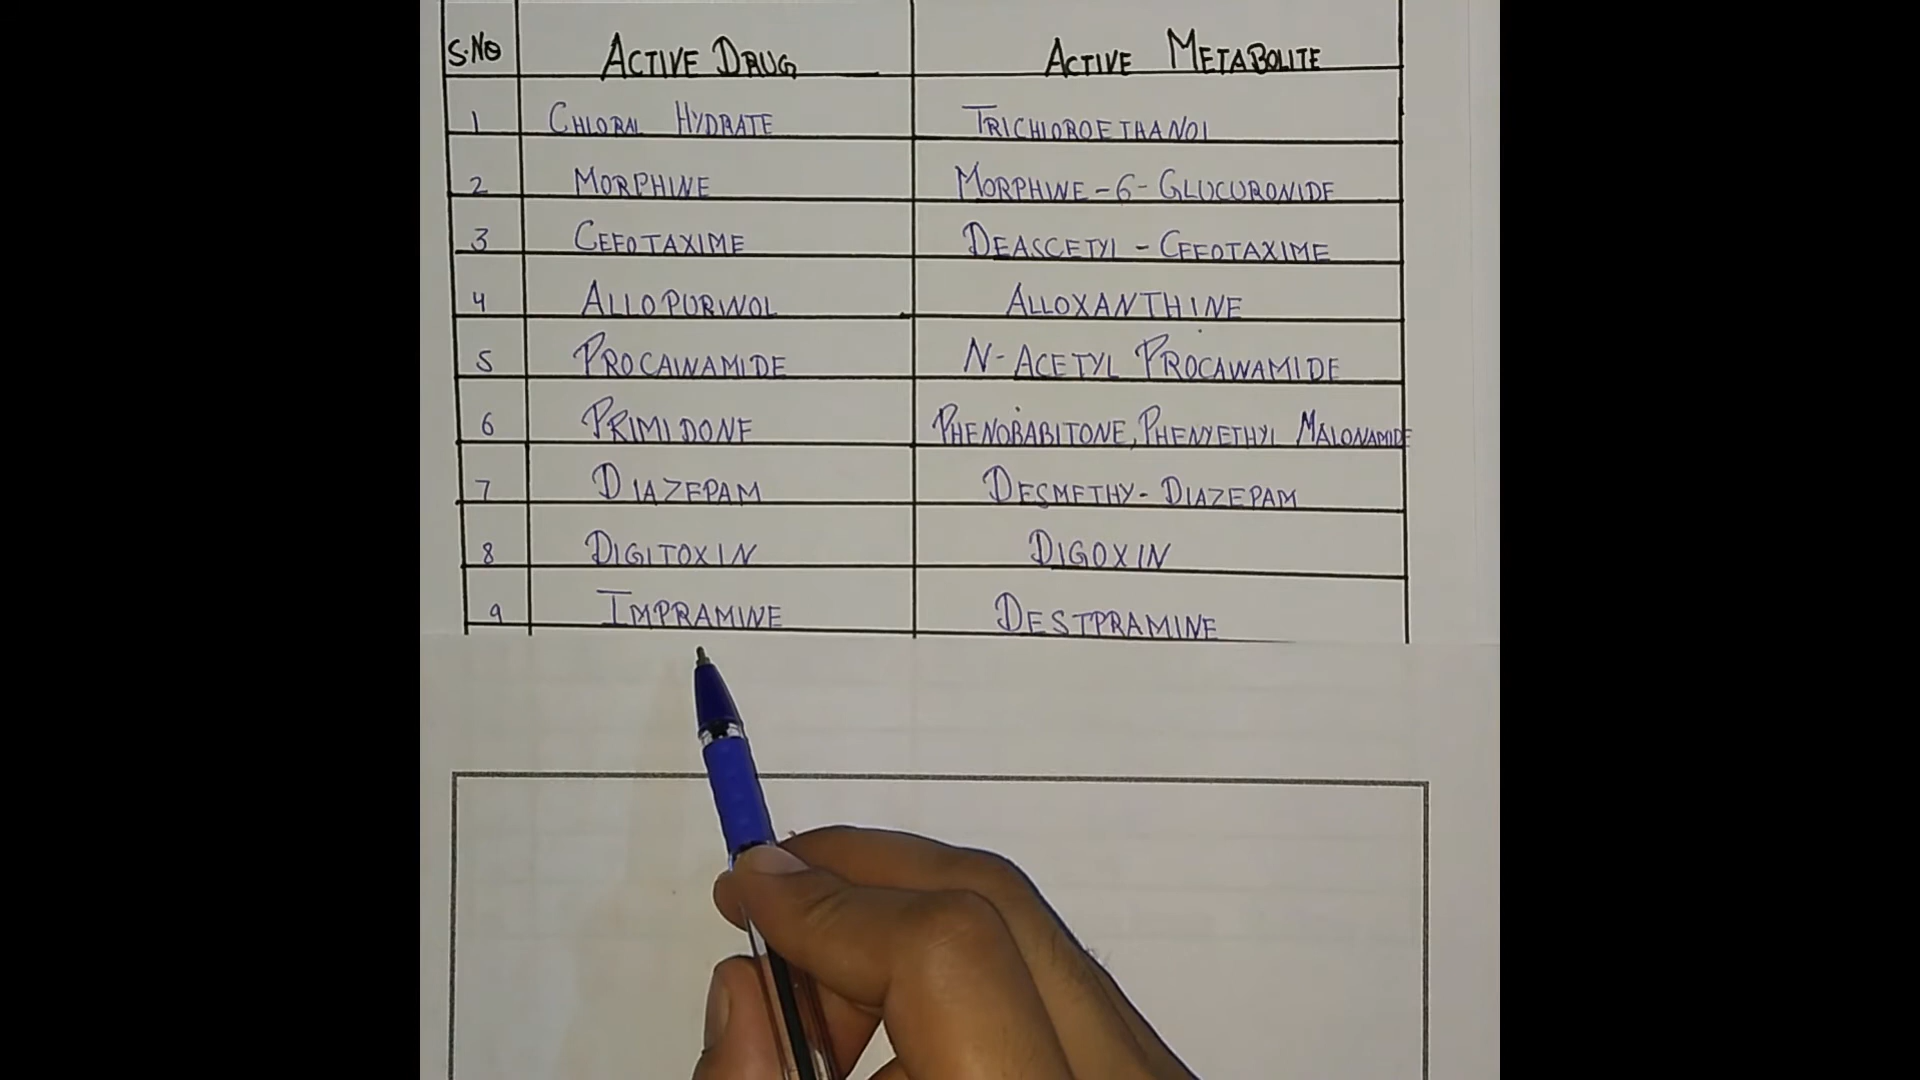 S.No ACTIVE DRUG ACTIVE METABOLITE
1 CHLORAL HYDRATE TRICHLOROETHANOL
2 MORPHINE MORPHINE-6-GLUCURONIDE
3 CEFOTAXIME DEASCETYL-CEFOTAXIME
4 ALLOPURINOL ALLOXANTHINE
5 PROCAINAMIDE N-ACETYL PROCAINAMIDE
6 PRIMIDONE PHENOBABITONE, PHENYETHYL MALONAMIDE
7 DIAZEPAM DESMETHY-DIAZEPAM
8 DIGITOXIN DIGOXIN
9 IMPRAMINE DESIPRAMINE